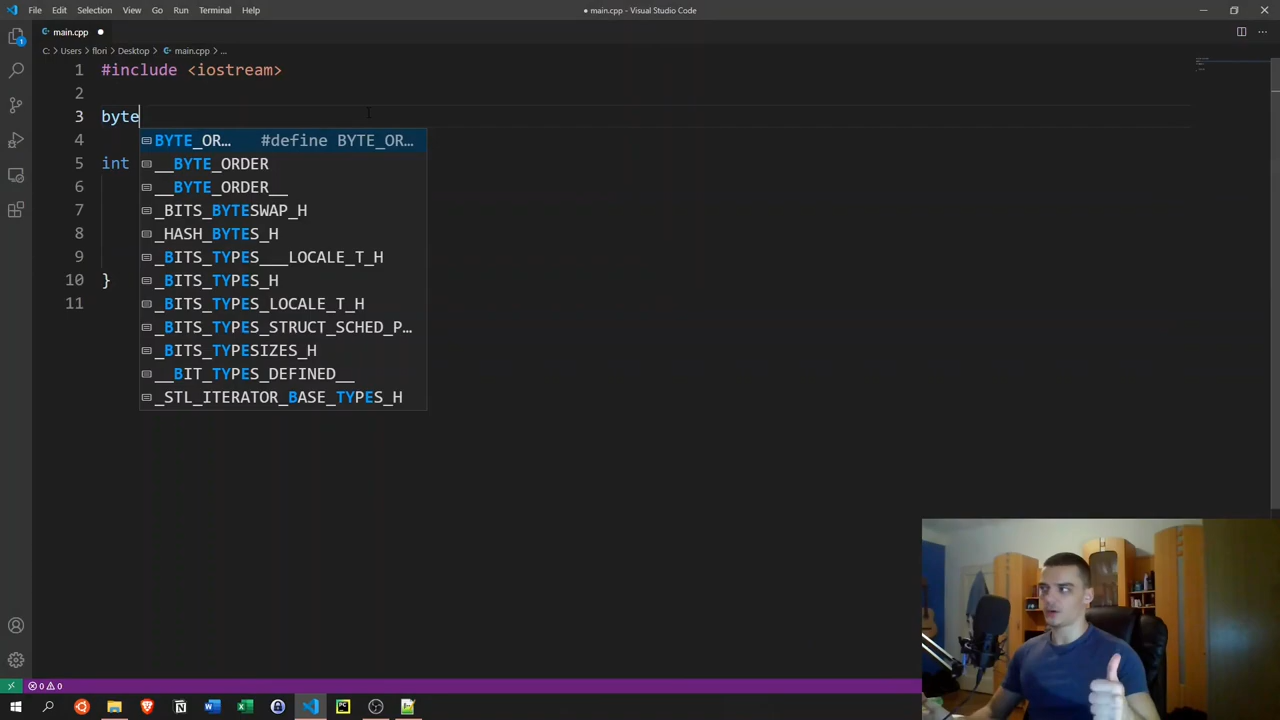 File Edit Selection View Go Run Terminal Help
● main.cpp - Visual Studio Code
main.cpp ●
C: > Users > flori > Desktop > main.cpp > ...
1 #include <iostream>
2
3 byte
4
5 int
6
7
8
9
10 }
11
BYTE_OR… #define BYTE_OR…
__BYTE_ORDER
__BYTE_ORDER__
_BITS_BYTESWAP_H
_HASH_BYTES_H
_BITS_TYPES___LOCALE_T_H
_BITS_TYPES_H
_BITS_TYPES_LOCALE_T_H
_BITS_TYPES_STRUCT_SCHED_P…
_BITS_TYPESIZES_H
__BIT_TYPES_DEFINED__
_STL_ITERATOR_BASE_TYPES_H
0 0